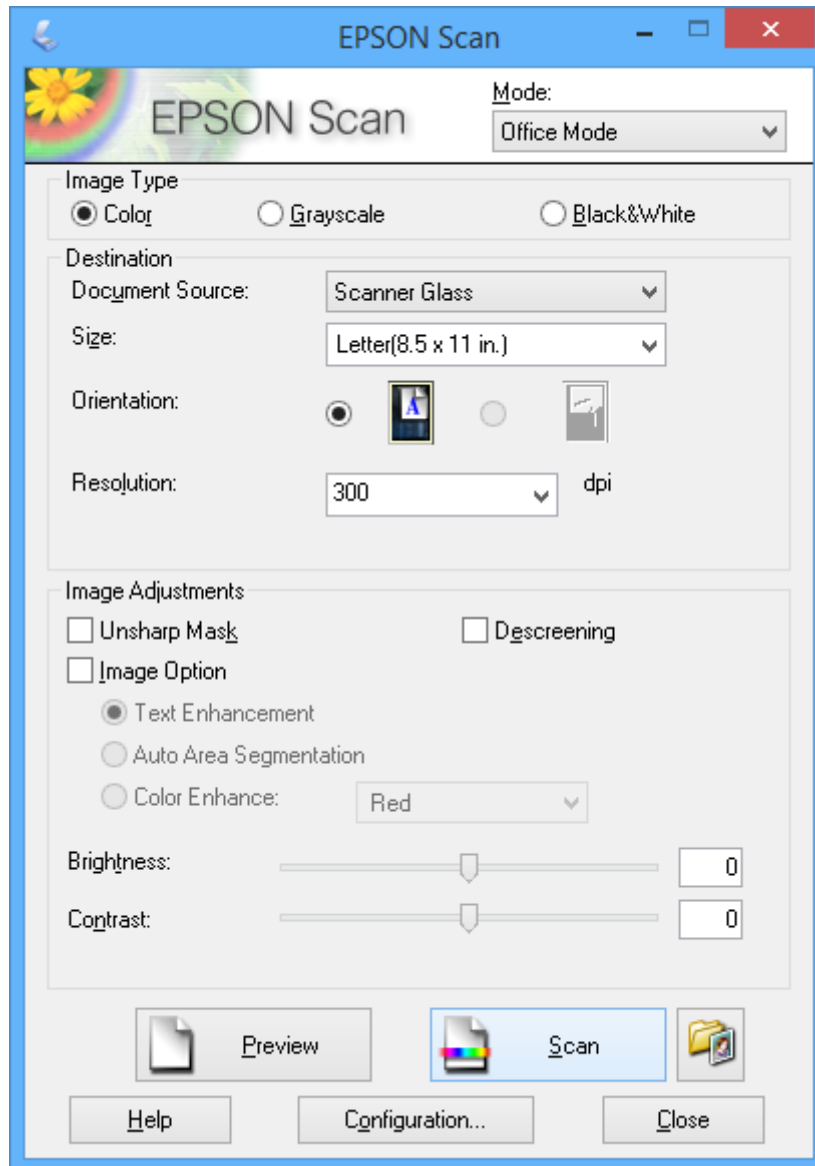 EPSON Scan
EPSON Scan
Mode:
Office Mode
Image Type
Color Grayscale Black&White
Destination
Document Source: Scanner Glass
Size: Letter(8.5 x 11 in.)
Orientation: A
Resolution: 300 dpi
Image Adjustments
Unsharp Mask Descreening
Image Option
Text Enhancement
Auto Area Segmentation
Color Enhance: Red
Brightness: 0
Contrast: 0
Preview Scan
Help Configuration... Close